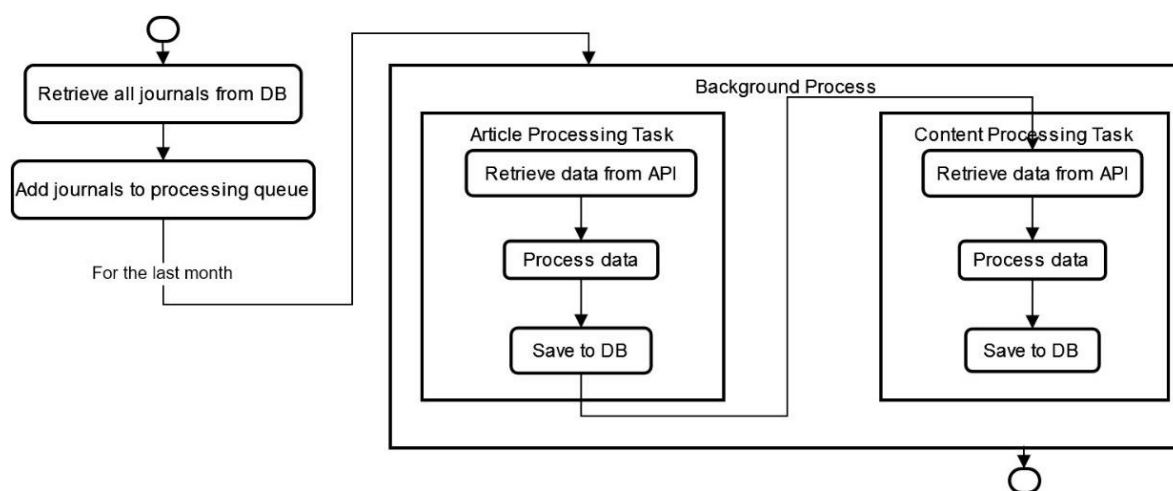 Retrieve all journals from DB
Add journals to processing queue
For the last month
Background Process
Article Processing Task
Retrieve data from API
Process data
Save to DB
Content Processing Task
Retrieve data from API
Process data
Save to DB